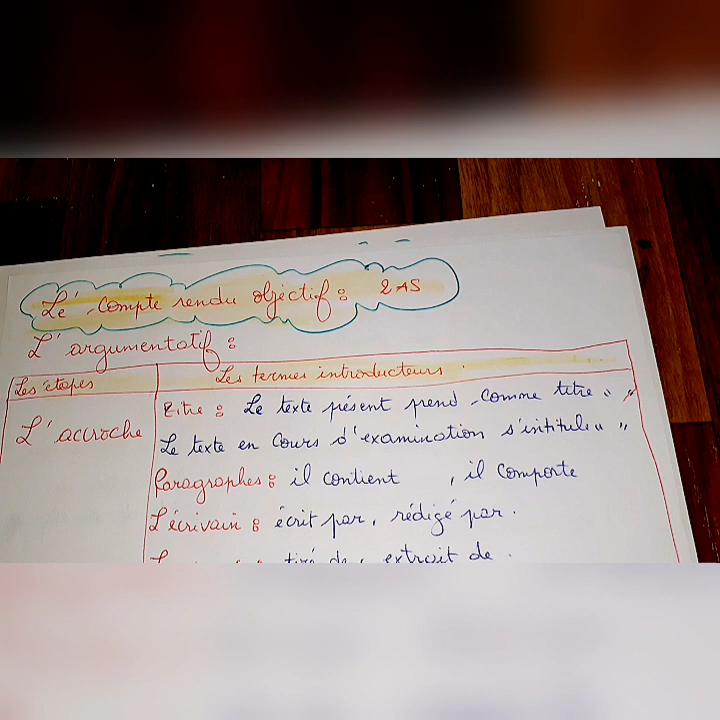 Le compte rendu objectif : 2 AS
L'argumentatif :
Les étapes
Les termes introducteurs
L'accroche
Titre : Le texte présent prend comme titre " "
Le texte en cours d'examination s'intitule " "
Paragraphes : il contient , il comporte
L'écrivain : écrit par, rédigé par.
tiré de, extrait de.